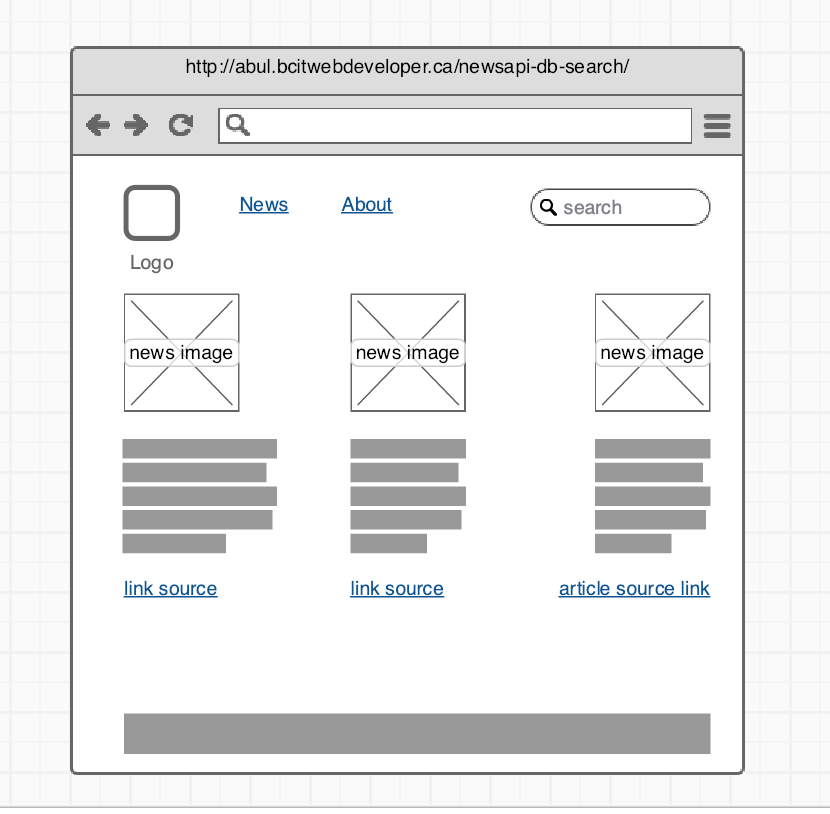 http://abul.bcitwebdeveloper.ca/newsapi-db-search/
News About search
Logo
news image news image news image
link source link source article source link